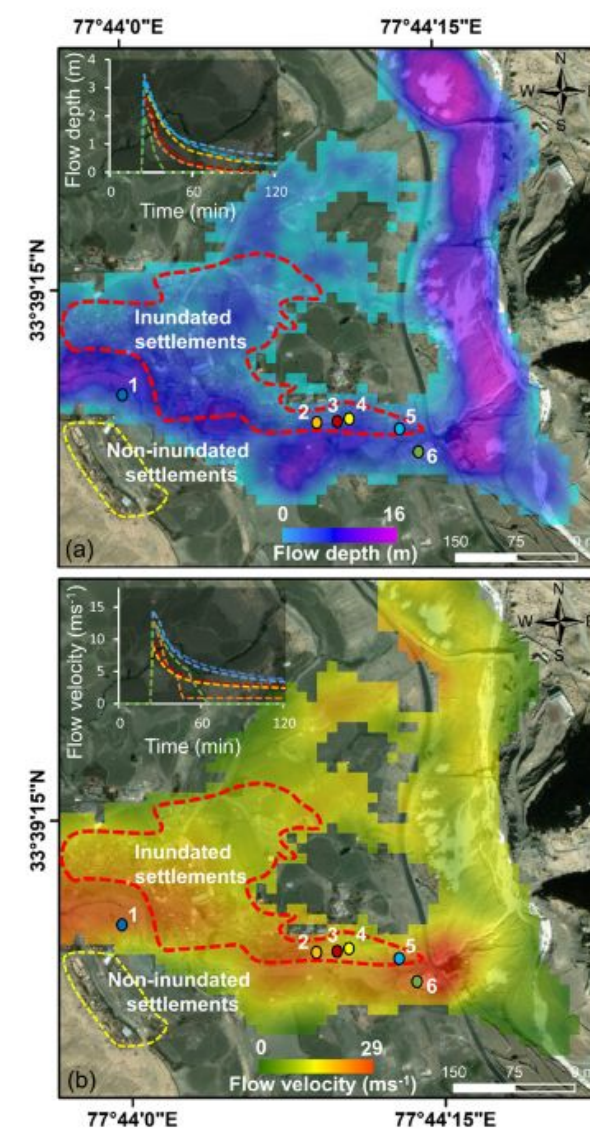 77°44'0"E
77°44'15"E
4
3
2
1
0
Flow depth (m)
0
60
120
Time (min)
N
W
E
S
33°39'15"N
Inundated
settlements
1
2
3
4
5
6
Non-inundated
settlements
0
16
Flow depth (m)
(a)
150
75
0 m
15
10
5
0
Flow velocity (ms⁻¹)
0
60
120
Time (min)
N
W
E
S
33°39'15"N
Inundated
settlements
1
2
3
4
5
6
Non-inundated
settlements
0
29
Flow velocity (ms⁻¹)
(b)
150
75
0 m
77°44'0"E
77°44'15"E